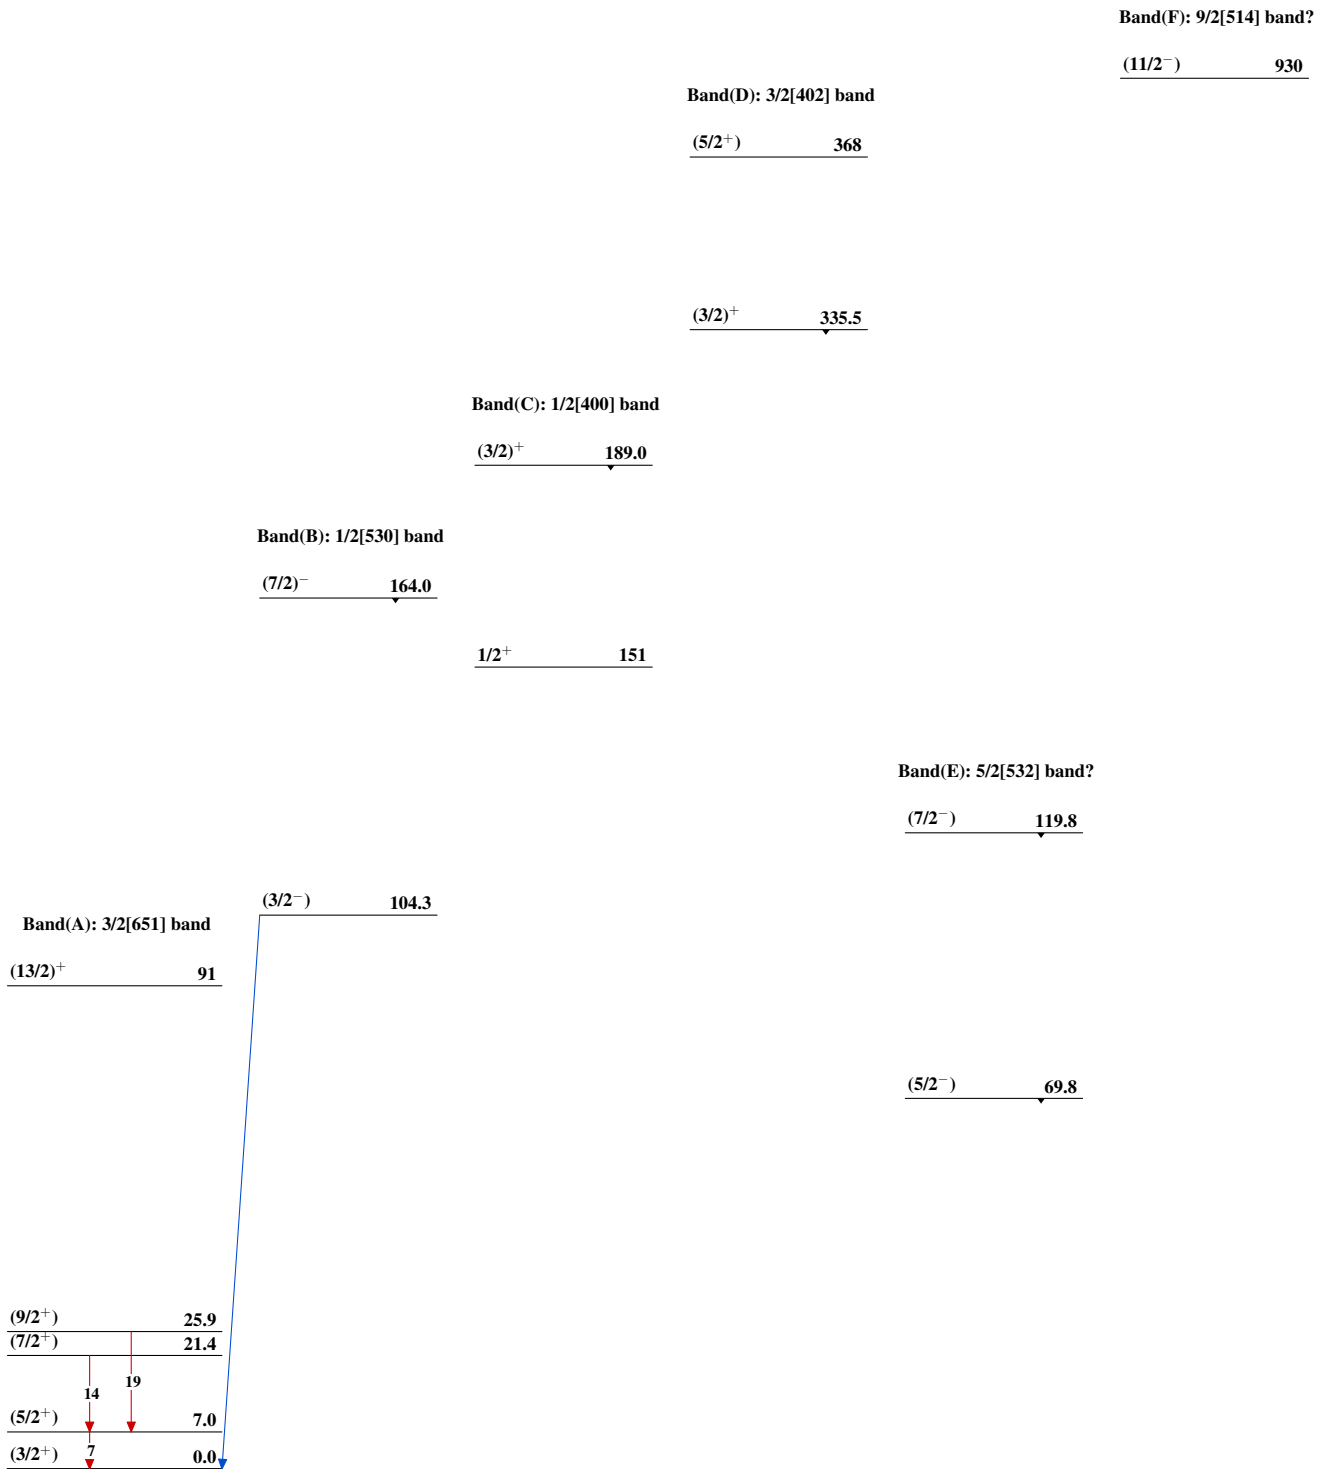 Band(F): 9/2[514] band?
(11/2⁻) 930
Band(D): 3/2[402] band
(5/2⁺) 368
(3/2)⁺ 335.5
Band(C): 1/2[400] band
(3/2)⁺ 189.0
Band(B): 1/2[530] band
(7/2)⁻ 164.0
1/2⁺ 151
Band(E): 5/2[532] band?
(7/2⁻) 119.8
(3/2⁻) 104.3
Band(A): 3/2[651] band
(13/2)⁺ 91
(5/2⁻) 69.8
(9/2⁺) 25.9
(7/2⁺) 21.4
19
14
(5/2⁺) 7.0
7
(3/2⁺) 0.0